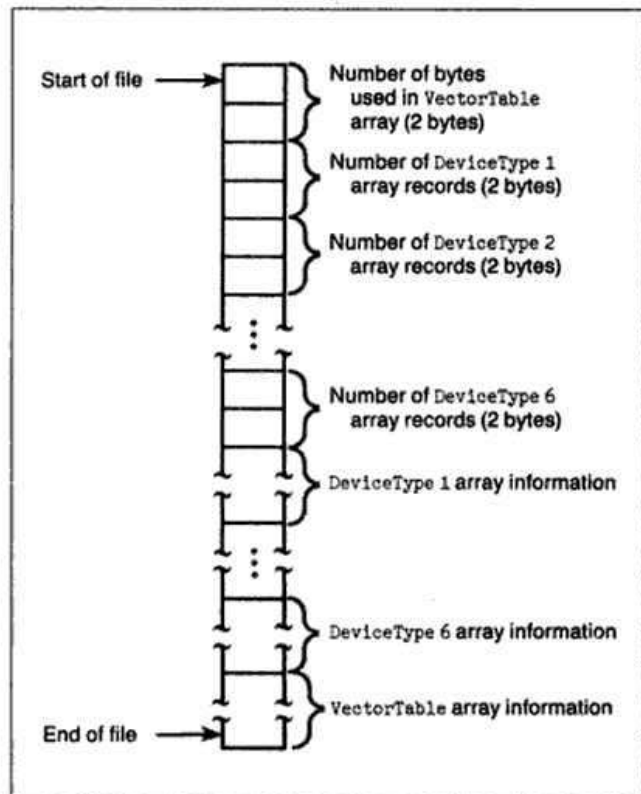 Start of file
Number of bytes
used in VectorTable
array (2 bytes)
Number of DeviceType 1
array records (2 bytes)
Number of DeviceType 2
array records (2 bytes)
Number of DeviceType 6
array records (2 bytes)
DeviceType 1 array information
DeviceType 6 array information
VectorTable array information
End of file